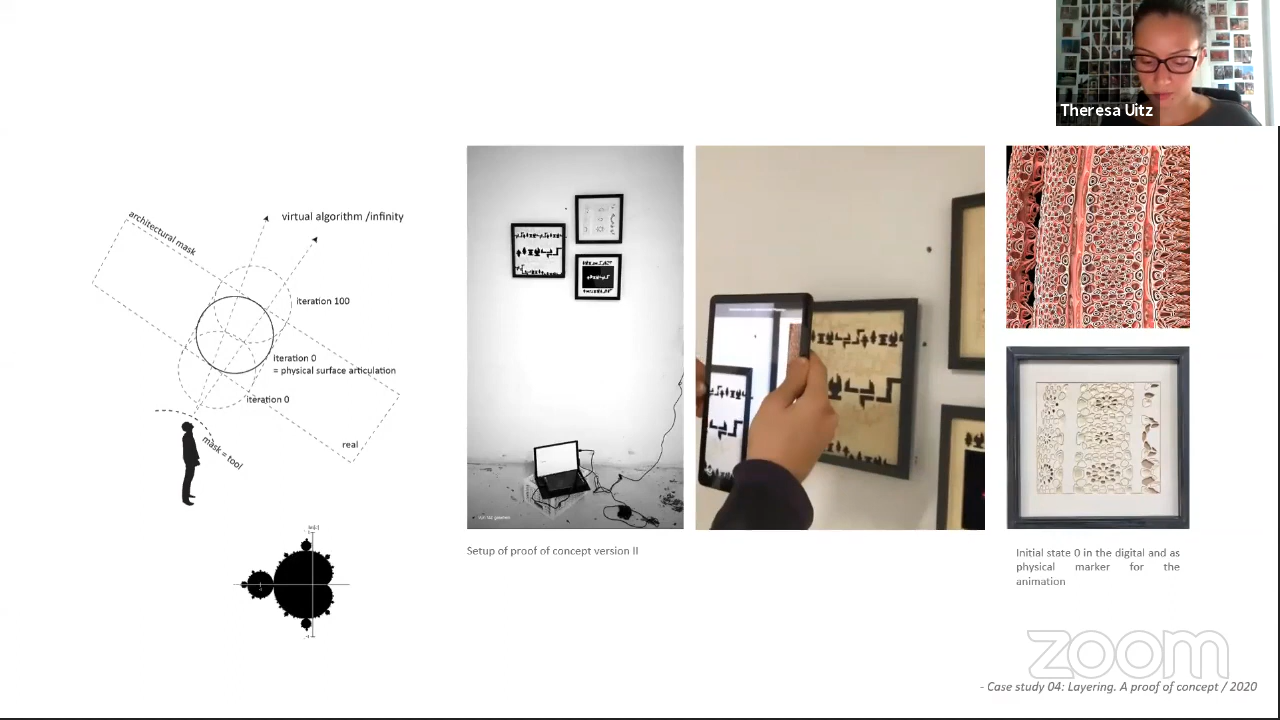 Theresa Uitz
architectural mask
virtual algorithm /infinity
iteration 100
iteration 0
= physical surface articulation
iteration 0
mask = tool
real
Setup of proof of concept version II
Initial state 0 in the digital and as
physical marker for the
animation
zoom
- Case study 04: Layering. A proof of concept / 2020